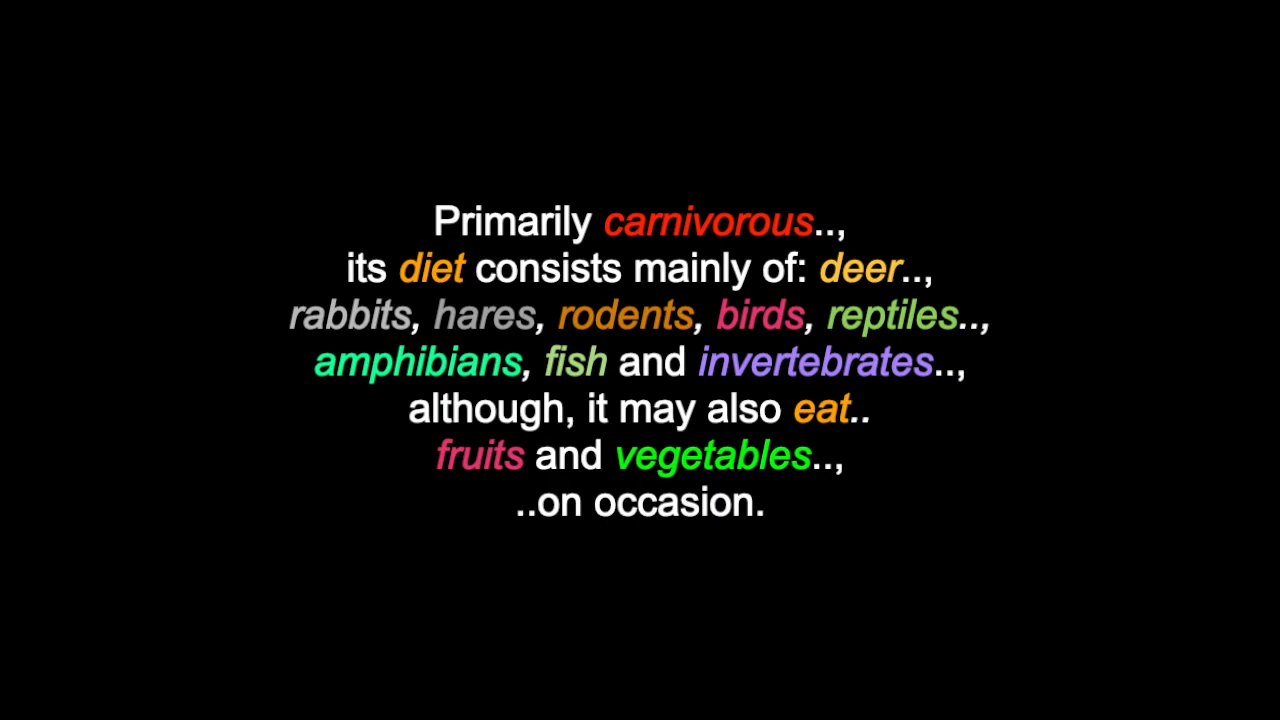 Primarily carnivorous..,
its diet consists mainly of: deer..,
rabbits, hares, rodents, birds, reptiles..,
amphibians, fish and invertebrates..,
although, it may also eat..
fruits and vegetables..,
..on occasion.